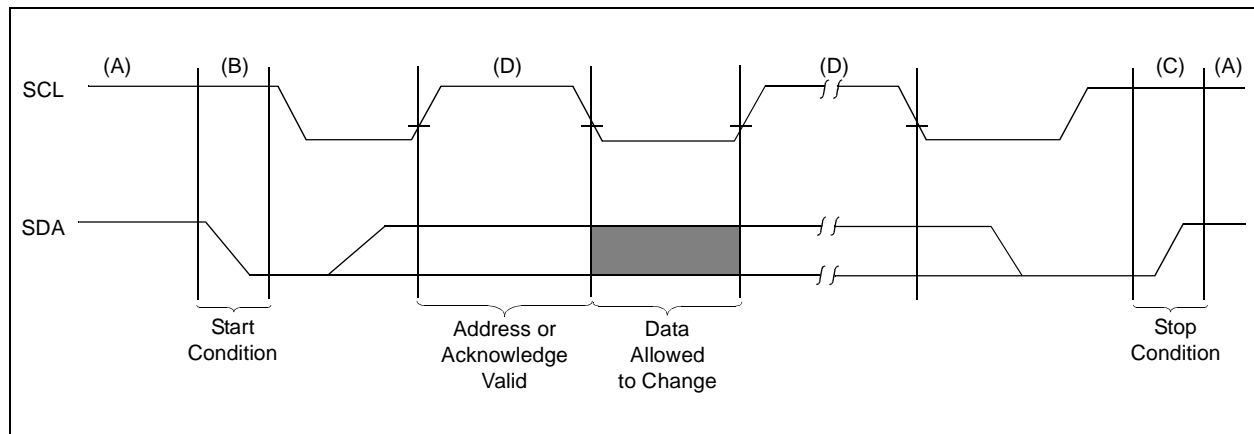 (A) (B) (D) (D) (C) (A)
SCL
SDA
Start
Condition
Address or
Acknowledge
Valid
Data
Allowed
to Change
Stop
Condition